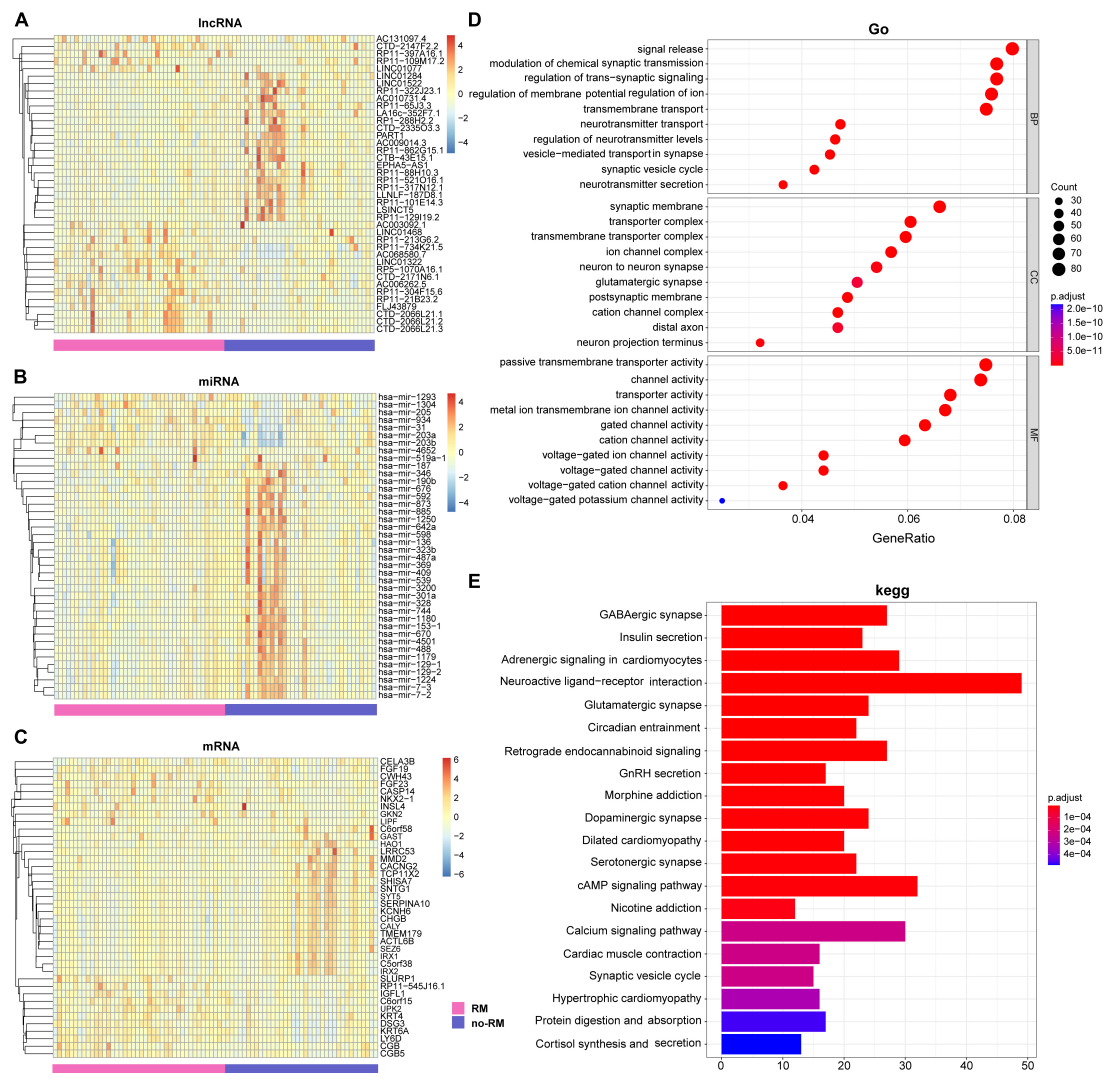 A
lncRNA
AC131097.4
CTD-2147F2.2
RP11-397A16.1
RP11-109M17.2
LINC01077
LINC01284
LINC01522
RP11-322J23.1
AC010731.4
RP11-65J3.3
LA16c-352F7.1
RP1-288H2.2
CTD-2335O3.3
PART1
AC009014.3
RP11-862G15.1
CTB-43E15.1
EPHA5-AS1
RP11-88H10.3
RP11-521O16.1
RP11-317N12.1
LLNLF-187D8.1
RP11-101E14.3
LSINCT5
RP11-129I19.2
AC003092.1
LINC01468
RP11-213G6.2
RP11-734K21.5
AC068580.7
LINC01322
RP5-1070A16.1
CTD-2171N6.1
AC006262.5
RP11-304F15.6
RP11-21B23.2
FLJ43879
CTD-2066L21.1
CTD-2066L21.2
CTD-2066L21.3
4
2
0
−2
−4
B
miRNA
hsa-mir-1293
hsa-mir-1304
hsa-mir-205
hsa-mir-934
hsa-mir-31
hsa-mir-203a
hsa-mir-203b
hsa-mir-4652
hsa-mir-519a-1
hsa-mir-187
hsa-mir-346
hsa-mir-190b
hsa-mir-676
hsa-mir-592
hsa-mir-873
hsa-mir-885
hsa-mir-1250
hsa-mir-642a
hsa-mir-598
hsa-mir-136
hsa-mir-323b
hsa-mir-487a
hsa-mir-369
hsa-mir-409
hsa-mir-539
hsa-mir-3200
hsa-mir-301a
hsa-mir-328
hsa-mir-744
hsa-mir-1180
hsa-mir-153-1
hsa-mir-670
hsa-mir-4501
hsa-mir-488
hsa-mir-1179
hsa-mir-129-1
hsa-mir-129-2
hsa-mir-1224
hsa-mir-7-3
hsa-mir-7-2
4
2
0
−2
−4
C
mRNA
CELA3B
FGF19
CWH43
FGF23
CASP14
NKX2-1
INSL4
GKN2
LIPF
C6orf58
GAST
HAO1
LRRC53
MMD2
CACNG2
TCP11X2
SHISA7
SNTG1
SYT5
SERPINA10
KCNH6
CHGB
CALY
TMEM179
ACTL6B
SEZ6
IRX1
C5orf38
IRX2
SLURP1
RP11-545J16.1
IGFL1
C6orf15
UPK2
KRT4
DSG3
KRT6A
LY6D
CGB
CGB5
6
4
2
0
−2
−4
−6
RM
no-RM
D
Go
signal release
modulation of chemical synaptic transmission
regulation of trans−synaptic signaling
regulation of membrane potential regulation of ion
transmembrane transport
neurotransmitter transport
regulation of neurotransmitter levels
vesicle−mediated transport in synapse
synaptic vesicle cycle
neurotransmitter secretion
BP
synaptic membrane
transporter complex
transmembrane transporter complex
ion channel complex
neuron to neuron synapse
glutamatergic synapse
postsynaptic membrane
cation channel complex
distal axon
neuron projection terminus
CC
passive transmembrane transporter activity
channel activity
transporter activity
metal ion transmembrane ion channel activity
gated channel activity
cation channel activity
voltage−gated ion channel activity
voltage−gated channel activity
voltage−gated cation channel activity
voltage−gated potassium channel activity
MF
0.04 0.06 0.08
GeneRatio
Count
30
40
50
60
70
80
p.adjust
2.0e−10
1.5e−10
1.0e−10
5.0e−11
E
kegg
GABAergic synapse
Insulin secretion
Adrenergic signaling in cardiomyocytes
Neuroactive ligand−receptor interaction
Glutamatergic synapse
Circadian entrainment
Retrograde endocannabinoid signaling
GnRH secretion
Morphine addiction
Dopaminergic synapse
Dilated cardiomyopathy
Serotonergic synapse
cAMP signaling pathway
Nicotine addiction
Calcium signaling pathway
Cardiac muscle contraction
Synaptic vesicle cycle
Hypertrophic cardiomyopathy
Protein digestion and absorption
Cortisol synthesis and secretion
0 10 20 30 40 50
p.adjust
1e−04
2e−04
3e−04
4e−04